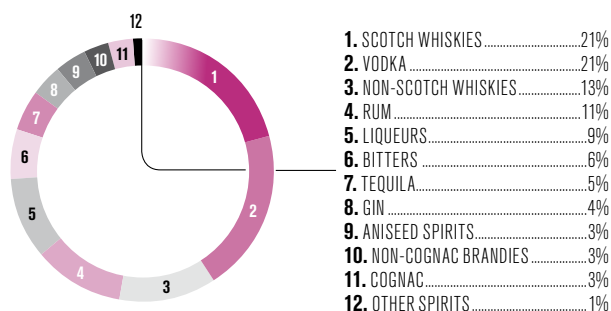 12
1
2
3
4
5
6
7
8
9
10
11
1. SCOTCH WHISKIES 21%
2. VODKA 21%
3. NON-SCOTCH WHISKIES 13%
4. RUM 11%
5. LIQUEURS 9%
6. BITTERS 6%
7. TEQUILA 5%
8. GIN 4%
9. ANISEED SPIRITS 3%
10. NON-COGNAC BRANDIES 3%
11. COGNAC 3%
12. OTHER SPIRITS 1%